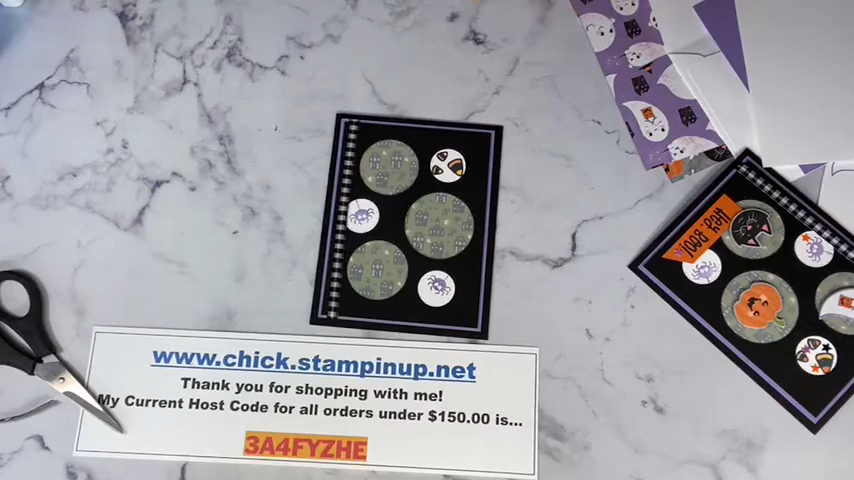 HEY, BOO!
www.chick.stampinup.net
Thank you for shopping with me!
My Current Host Code for all orders under $150.00 is...
3A4FYZHE